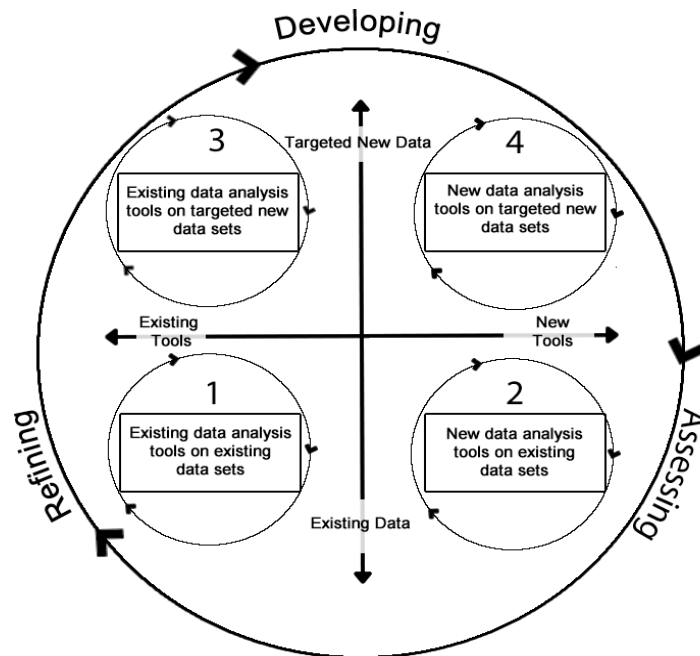 Developing
3
Targeted New Data
4
Existing data analysis
tools on targeted new
data sets
New data analysis
tools on targeted new
data sets
Existing
Tools
New
Tools
1
2
Existing data analysis
tools on existing
data sets
New data analysis
tools on existing
data sets
Refining
Assessing
Existing Data